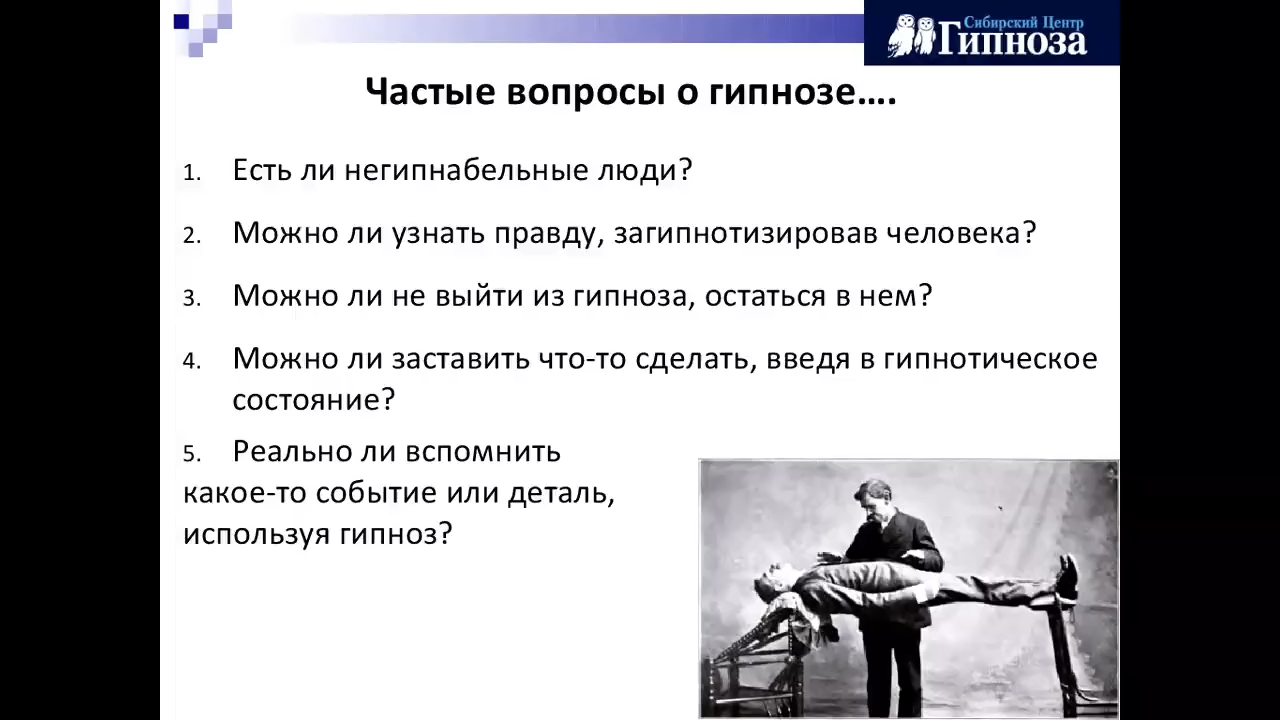 Сибирский Центр
Гипноза
Частые вопросы о гипнозе....
1. Есть ли негипнабельные люди?
2. Можно ли узнать правду, загипнотизировав человека?
3. Можно ли не выйти из гипноза, остаться в нем?
4. Можно ли заставить что-то сделать, введя в гипнотическое
состояние?
5. Реально ли вспомнить
какое-то событие или деталь,
используя гипноз?